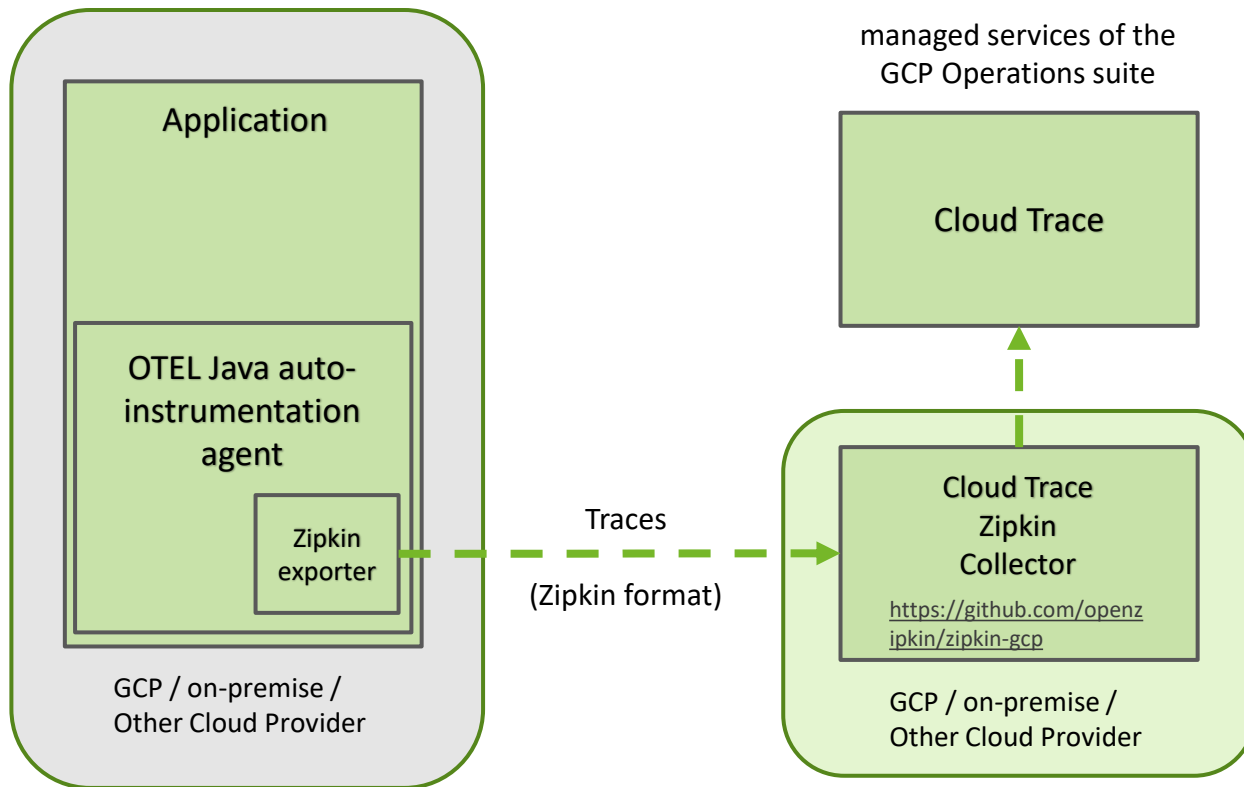 Application
OTEL Java auto-
instrumentation
agent
Zipkin
exporter
GCP / on-premise /
Other Cloud Provider
Traces
(Zipkin format)
managed services of the
GCP Operations suite
Cloud Trace
Cloud Trace
Zipkin
Collector
https://github.com/openz
ipkin/zipkin-gcp
GCP / on-premise /
Other Cloud Provider